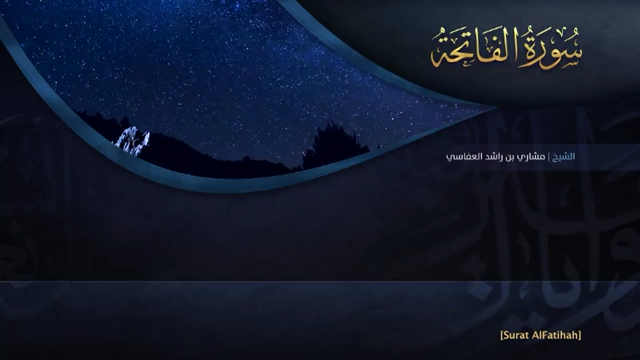 سُورَةُ الفَاتِحَةُ
الشيخ | مشاري بن راشد العفاسي
[Surat AlFatihah]